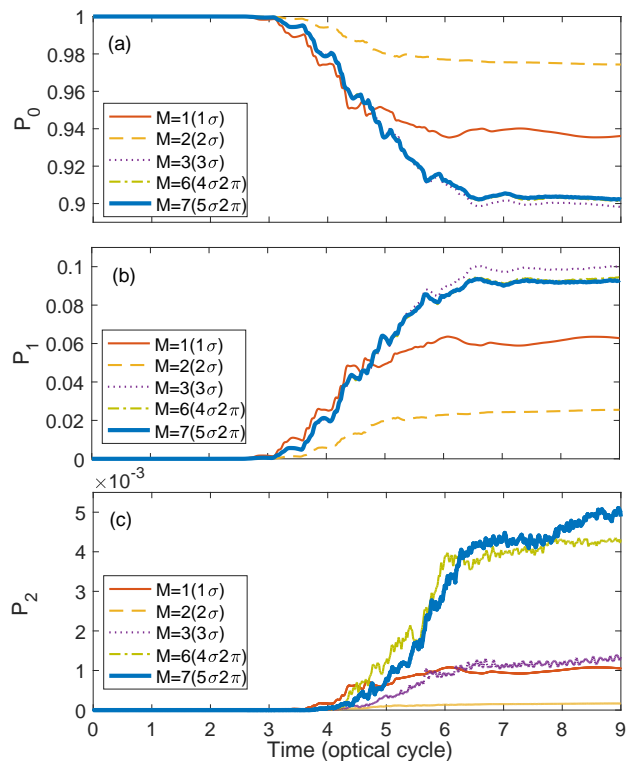 (a)
P0
1
0.98
0.96
0.94
0.92
0.9
M=1(1σ)
M=2(2σ)
M=3(3σ)
M=6(4σ2π)
M=7(5σ2π)
(b)
P1
0.1
0.08
0.06
0.04
0.02
0
M=1(1σ)
M=2(2σ)
M=3(3σ)
M=6(4σ2π)
M=7(5σ2π)
×10-3
(c)
P2
5
4
3
2
1
0
M=1(1σ)
M=2(2σ)
M=3(3σ)
M=6(4σ2π)
M=7(5σ2π)
0 1 2 3 4 5 6 7 8 9
Time (optical cycle)